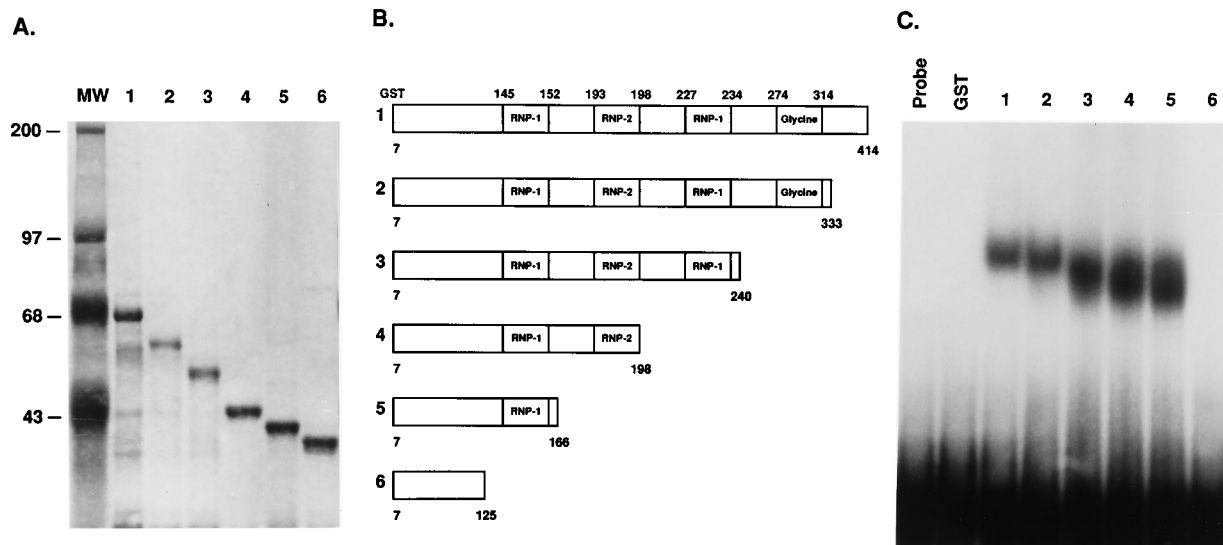 A.
MW 1 2 3 4 5 6
200
97
68
43
B.
GST 145 152 193 198 227 234 274 314
1 RNP-1 RNP-2 RNP-1 Glycine
7 414
2 RNP-1 RNP-2 RNP-1 Glycine
7 333
3 RNP-1 RNP-2 RNP-1
7 240
4 RNP-1 RNP-2
7 198
5 RNP-1
7 166
6
7 125
C.
Probe GST 1 2 3 4 5 6